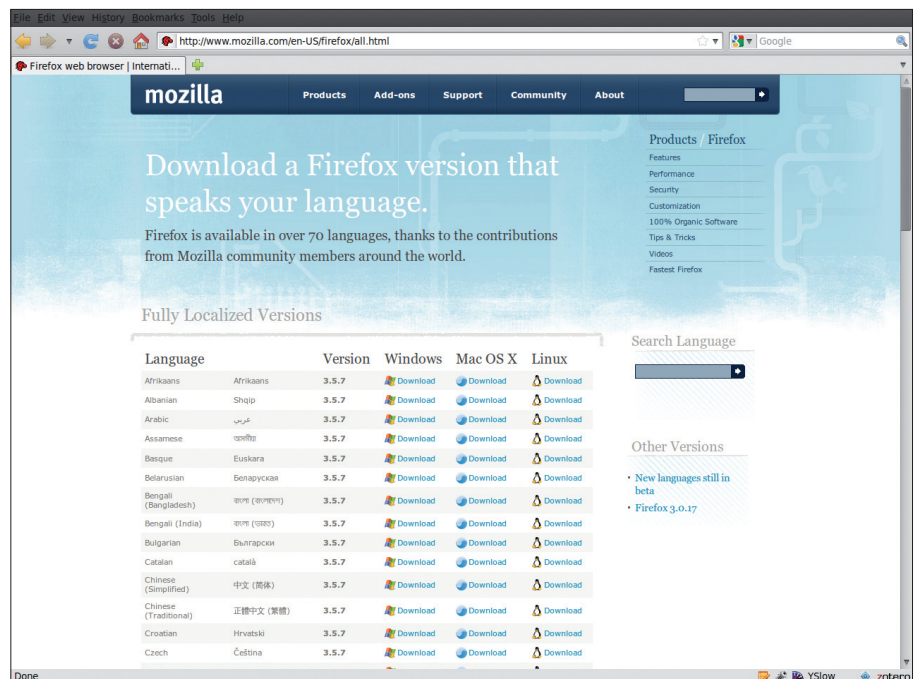 File Edit View History Bookmarks Tools Help
http://www.mozilla.com/en-US/firefox/all.html
Google
Firefox web browser | Internati...
mozilla
Products Add-ons Support Community About
Download a Firefox version that
speaks your language.
Firefox is available in over 70 languages, thanks to the contributions
from Mozilla community members around the world.
Products / Firefox
Features
Performance
Security
Customization
100% Organic Software
Tips & Tricks
Videos
Fastest Firefox
Fully Localized Versions
Language Version Windows Mac OS X Linux
Afrikaans Afrikaans 3.5.7 Download Download Download
Albanian Shqip 3.5.7 Download Download Download
Arabic عربي 3.5.7 Download Download Download
Assamese অসমীয়া 3.5.7 Download Download Download
Basque Euskara 3.5.7 Download Download Download
Belarusian Беларуская 3.5.7 Download Download Download
Bengali
(Bangladesh) বাংলা (বাংলাদেশ) 3.5.7 Download Download Download
Bengali (India) বাংলা (ভারত) 3.5.7 Download Download Download
Bulgarian Български 3.5.7 Download Download Download
Catalan català 3.5.7 Download Download Download
Chinese
(Simplified) 中文 (简体) 3.5.7 Download Download Download
Chinese
(Traditional) 正體中文 (繁體) 3.5.7 Download Download Download
Croatian Hrvatski 3.5.7 Download Download Download
Czech Čeština 3.5.7 Download Download Download
Search Language
Other Versions
New languages still in
beta
Firefox 3.0.17
Done
YSlow zotero